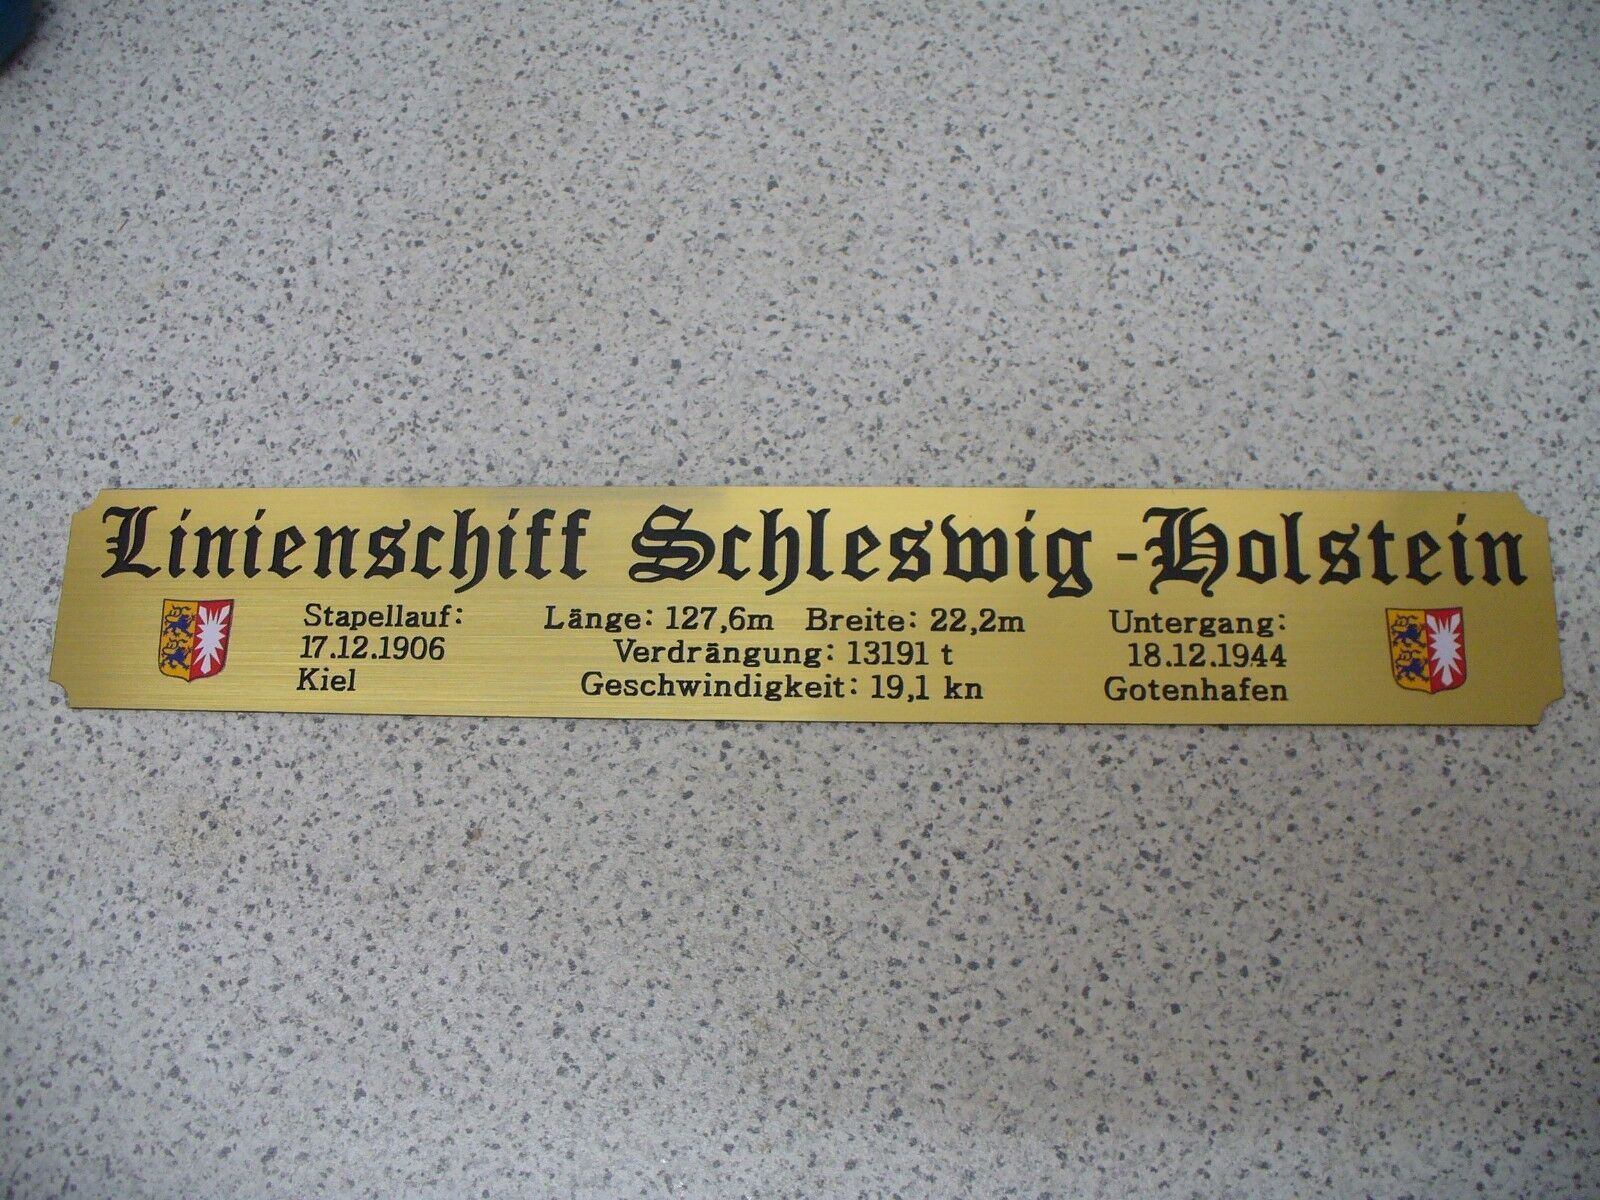 Linienschiff Schleswig-Holstein
Stapellauf:
17.12.1906
Kiel
Länge: 127,6m Breite: 22,2m
Verdrängung: 13191 t
Geschwindigkeit: 19,1 kn
Untergang:
18.12.1944
Gotenhafen